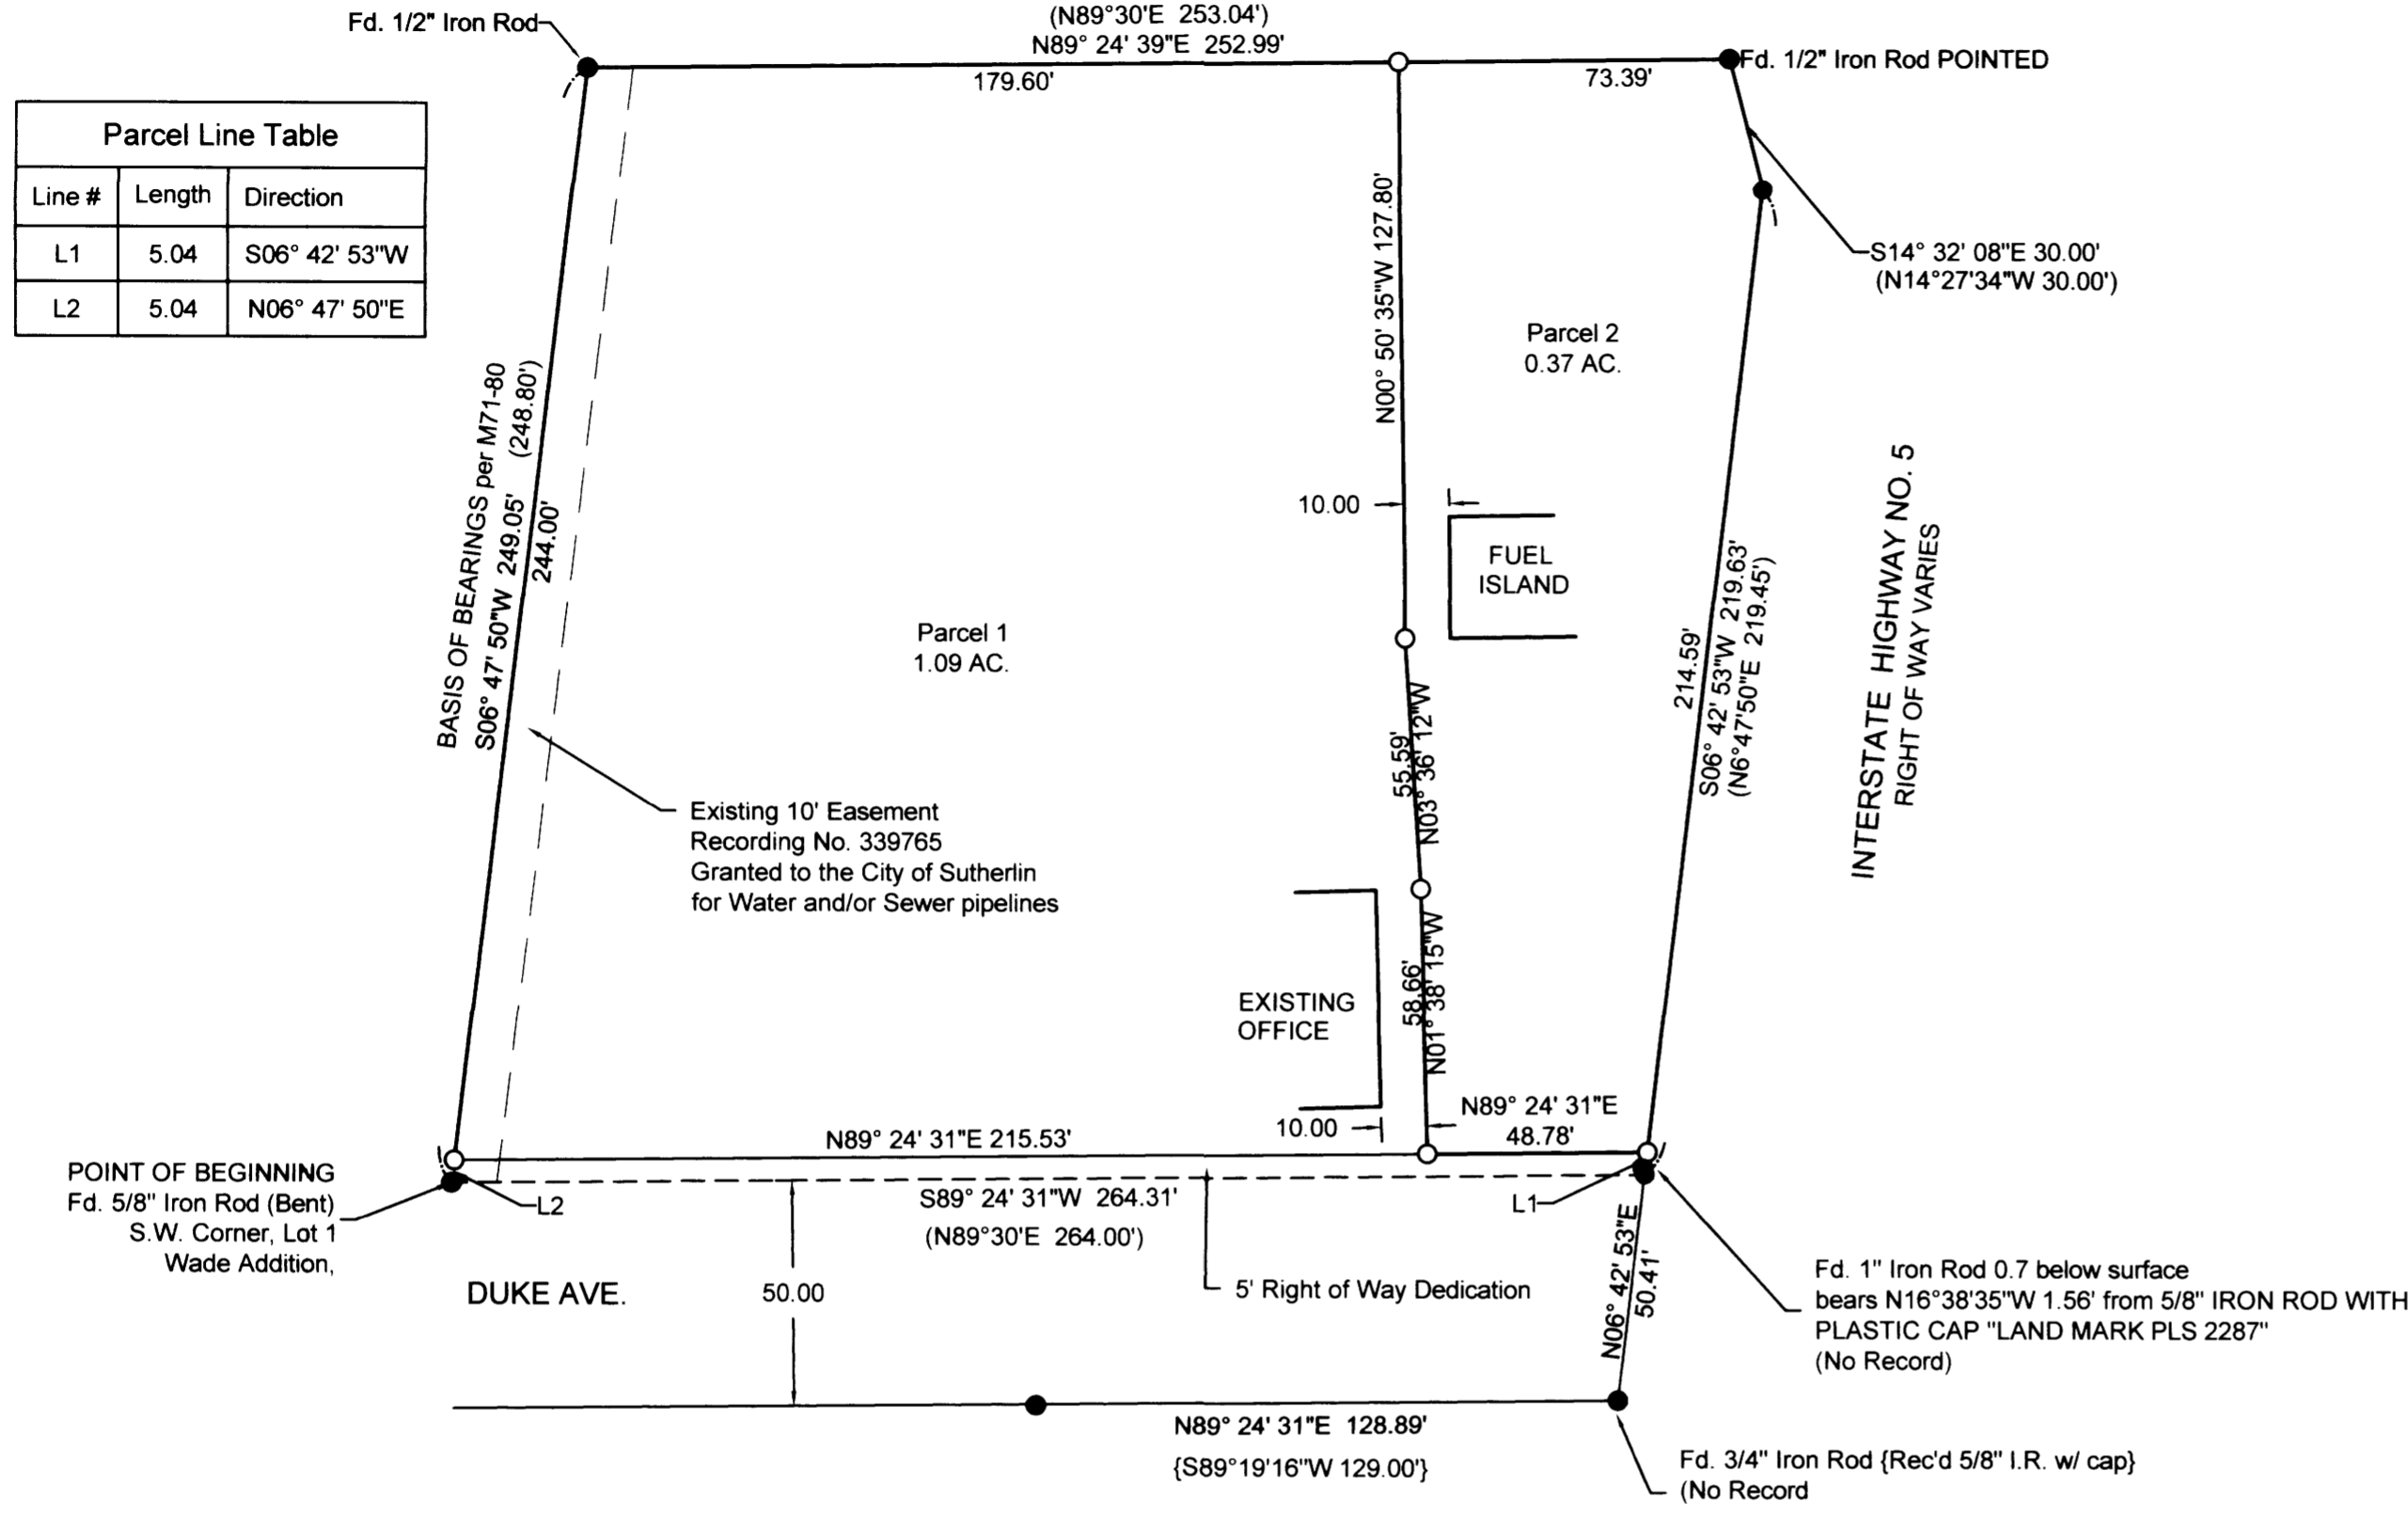 Fd. 1/2" Iron Rod
(N89°30'E 253.04')
N89° 24' 39"E 252.99'
179.60'
73.39'
Fd. 1/2" Iron Rod POINTED
Parcel Line Table
Line # Length Direction
L1 5.04 S06° 42' 53"W
L2 5.04 N06° 47' 50"E
S14° 32' 08"E 30.00'
(N14°27'34"W 30.00')
N00° 50' 35"W 127.80'
Parcel 2
0.37 AC.
BASIS OF BEARINGS per M71-80
(248.80')
S06° 47' 50"W 249.05'
244.00'
10.00
FUEL
ISLAND
Parcel 1
1.09 AC.
214.59'
S06° 42' 53"W 219.63'
(N6°47'50"E 219.45')
INTERSTATE HIGHWAY NO. 5
RIGHT OF WAY VARIES
55.59'
N03° 36' 12"W
Existing 10' Easement
Recording No. 339765
Granted to the City of Sutherlin
for Water and/or Sewer pipelines
EXISTING
OFFICE
58.66'
N01° 38' 15"W
10.00
N89° 24' 31"E
48.78'
N89° 24' 31"E 215.53'
POINT OF BEGINNING
Fd. 5/8" Iron Rod (Bent)
S.W. Corner, Lot 1
Wade Addition,
L2
S89° 24' 31"W 264.31'
(N89°30'E 264.00')
L1
DUKE AVE.
50.00
5' Right of Way Dedication
N06° 42' 53"E
50.41'
Fd. 1" Iron Rod 0.7 below surface
bears N16°38'35"W 1.56' from 5/8" IRON ROD WITH
PLASTIC CAP "LAND MARK PLS 2287"
(No Record)
N89° 24' 31"E 128.89'
{S89°19'16"W 129.00'}
Fd. 3/4" Iron Rod {Rec'd 5/8" I.R. w/ cap}
(No Record